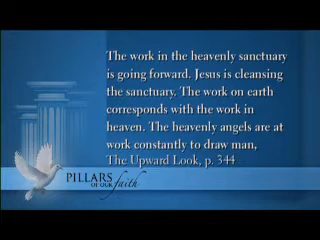 The work in the heavenly sanctuary
is going forward. Jesus is cleansing
the sanctuary. The work on earth
corresponds with the work in
heaven. The heavenly angels are at
work constantly to draw man,
The Upward Look, p. 344
PILLARS
OF OUR faith